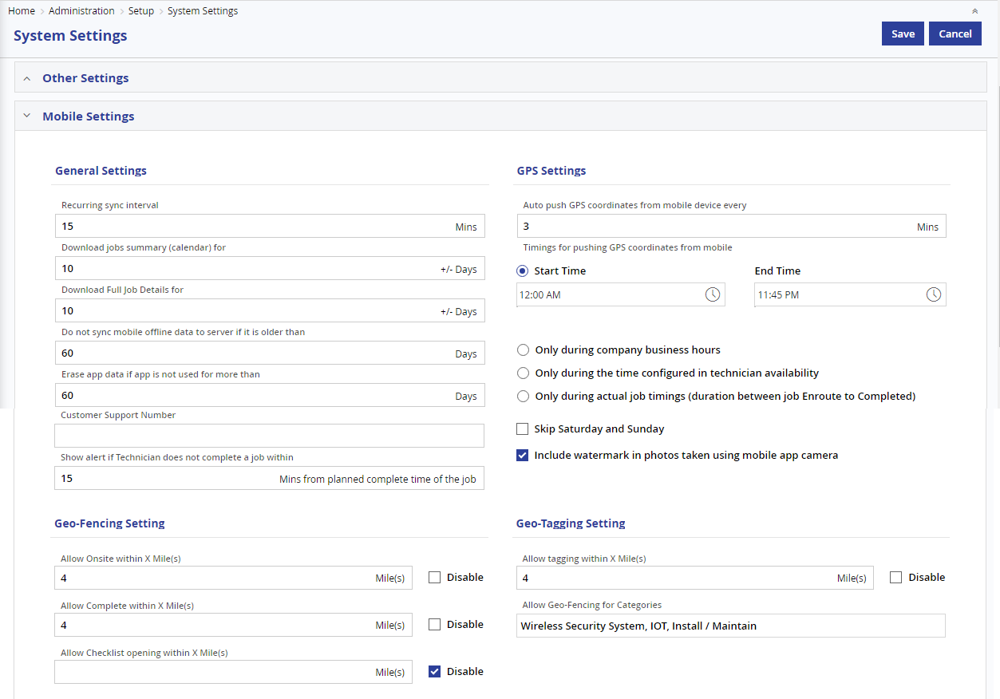 Home > Administration > Setup > System Settings
System Settings
Save
Cancel
Other Settings
Mobile Settings
General Settings
Recurring sync interval
15 Mins
Download jobs summary (calendar) for
10 +/- Days
Download Full Job Details for
10 +/- Days
Do not sync mobile offline data to server if it is older than
60 Days
Erase app data if app is not used for more than
60 Days
Customer Support Number
Show alert if Technician does not complete a job within
15 Mins from planned complete time of the job
GPS Settings
Auto push GPS coordinates from mobile device every
3 Mins
Timings for pushing GPS coordinates from mobile
Start Time
End Time
12:00 AM
11:45 PM
Only during company business hours
Only during the time configured in technician availability
Only during actual job timings (duration between job Enroute to Completed)
Skip Saturday and Sunday
Include watermark in photos taken using mobile app camera
Geo-Fencing Setting
Allow Onsite within X Mile(s)
4 Mile(s) Disable
Allow Complete within X Mile(s)
4 Mile(s) Disable
Allow Checklist opening within X Mile(s)
Mile(s) Disable
Geo-Tagging Setting
Allow tagging within X Mile(s)
4 Mile(s) Disable
Allow Geo-Fencing for Categories
Wireless Security System, IOT, Install / Maintain